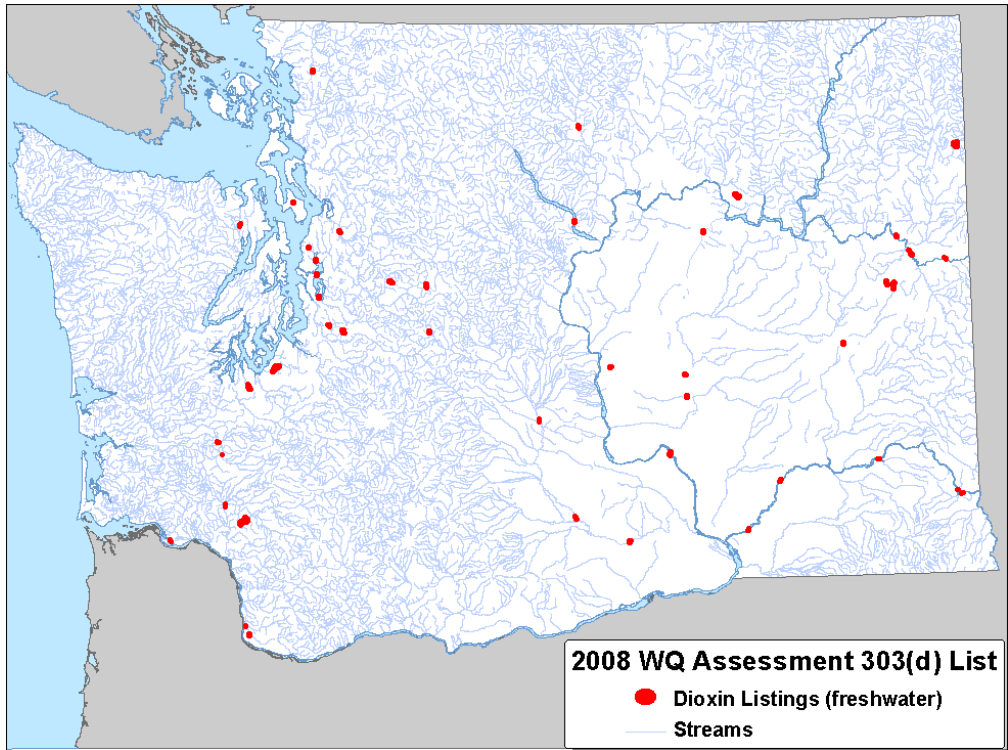 2008 WQ Assessment 303(d) List
Dioxin Listings (freshwater)
Streams